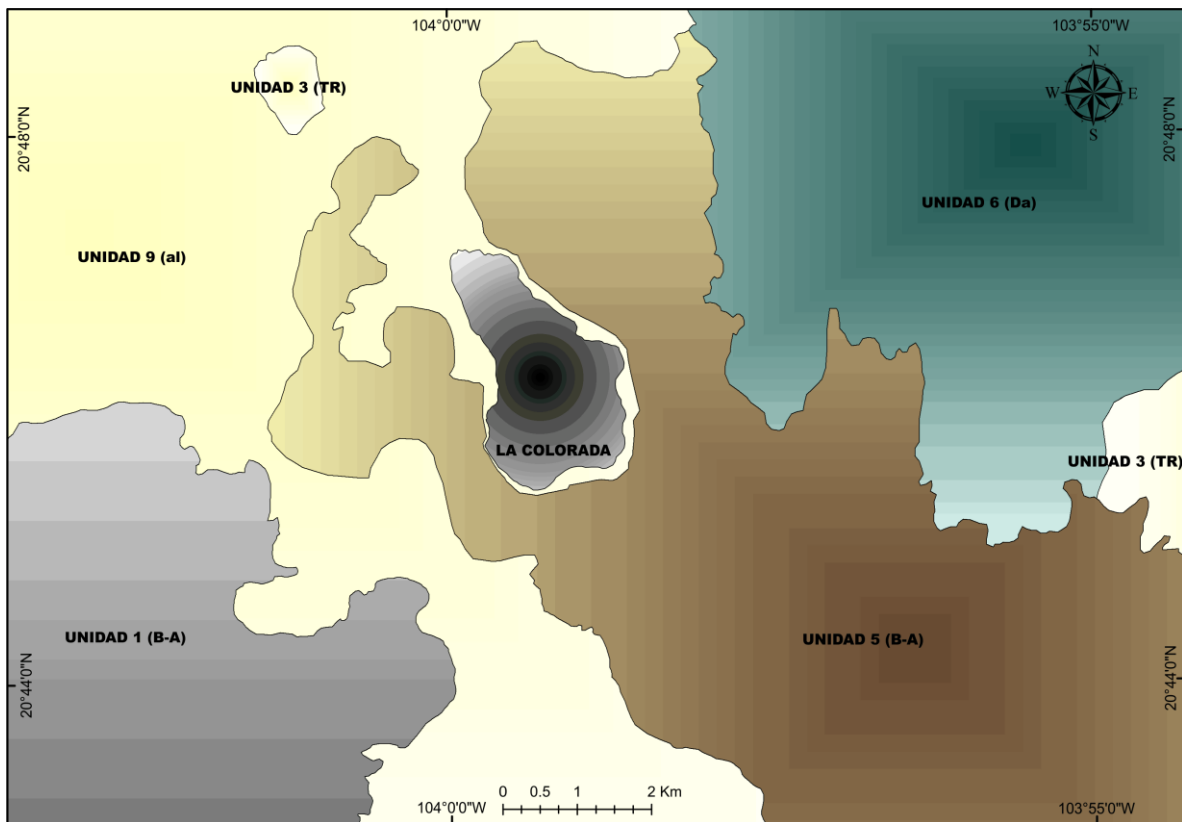 104°0'0"W
103°55'0"W
N
W
E
S
UNIDAD 3 (TR)
20°48'0"N
20°48'0"N
UNIDAD 6 (Da)
UNIDAD 9 (al)
LA COLORADA
UNIDAD 3 (TR)
UNIDAD 1 (B-A)
UNIDAD 5 (B-A)
20°44'0"N
20°44'0"N
0 0.5 1 2 Km
104°0'0"W
103°55'0"W